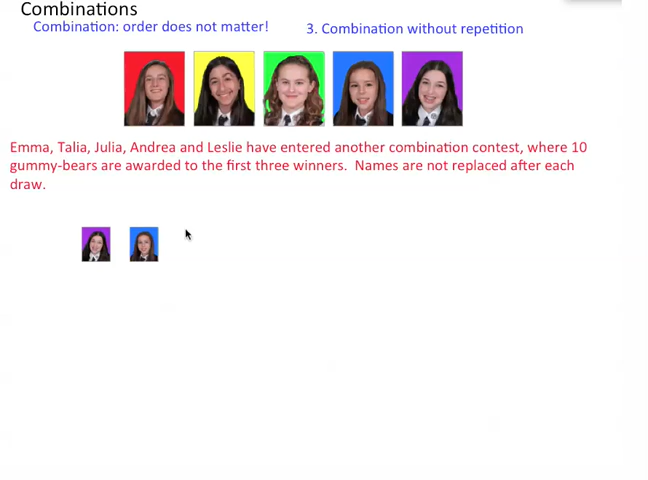 Combinations
Combination: order does not matter!
3. Combination without repetition
Emma, Talia, Julia, Andrea and Leslie have entered another combination contest, where 10
gummy-bears are awarded to the first three winners.  Names are not replaced after each
draw.